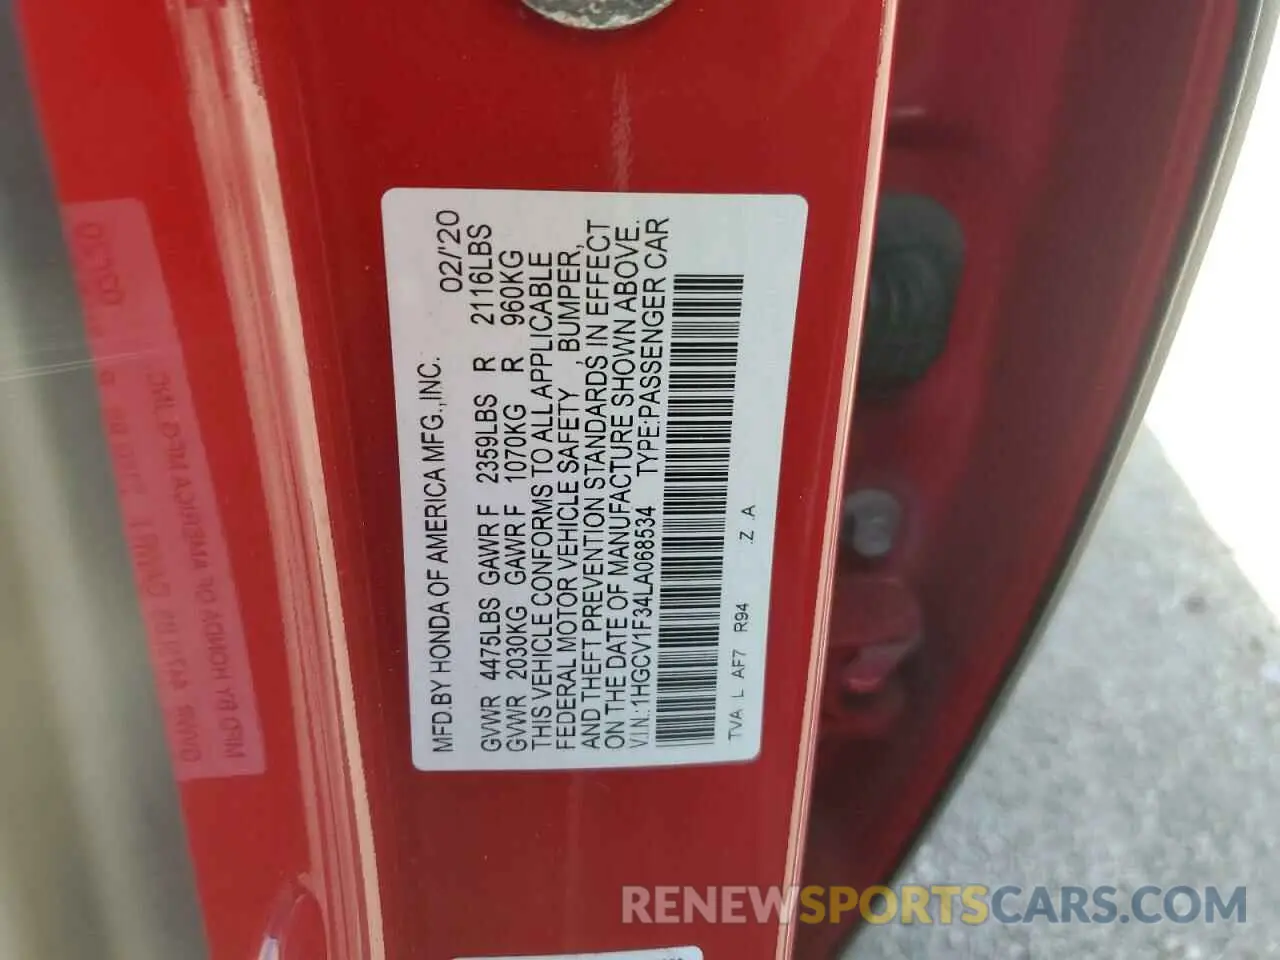 MFD.BY HONDA OF AMERICA MFG.,INC. 02/'20
GVWR 4475LBS GAWR F 2359LBS R 2116LBS
GVWR 2030KG GAWR F 1070KG R 960KG
THIS VEHICLE CONFORMS TO ALL APPLICABLE
FEDERAL MOTOR VEHICLE SAFETY , BUMPER,
AND THEFT PREVENTION STANDARDS IN EFFECT
ON THE DATE OF MANUFACTURE SHOWN ABOVE.
V.I.N.:1HGCV1F34LA068534 TYPE:PASSENGER CAR
TVA L AF7 R94 .Z .A
RENEWSPORTSCARS.COM